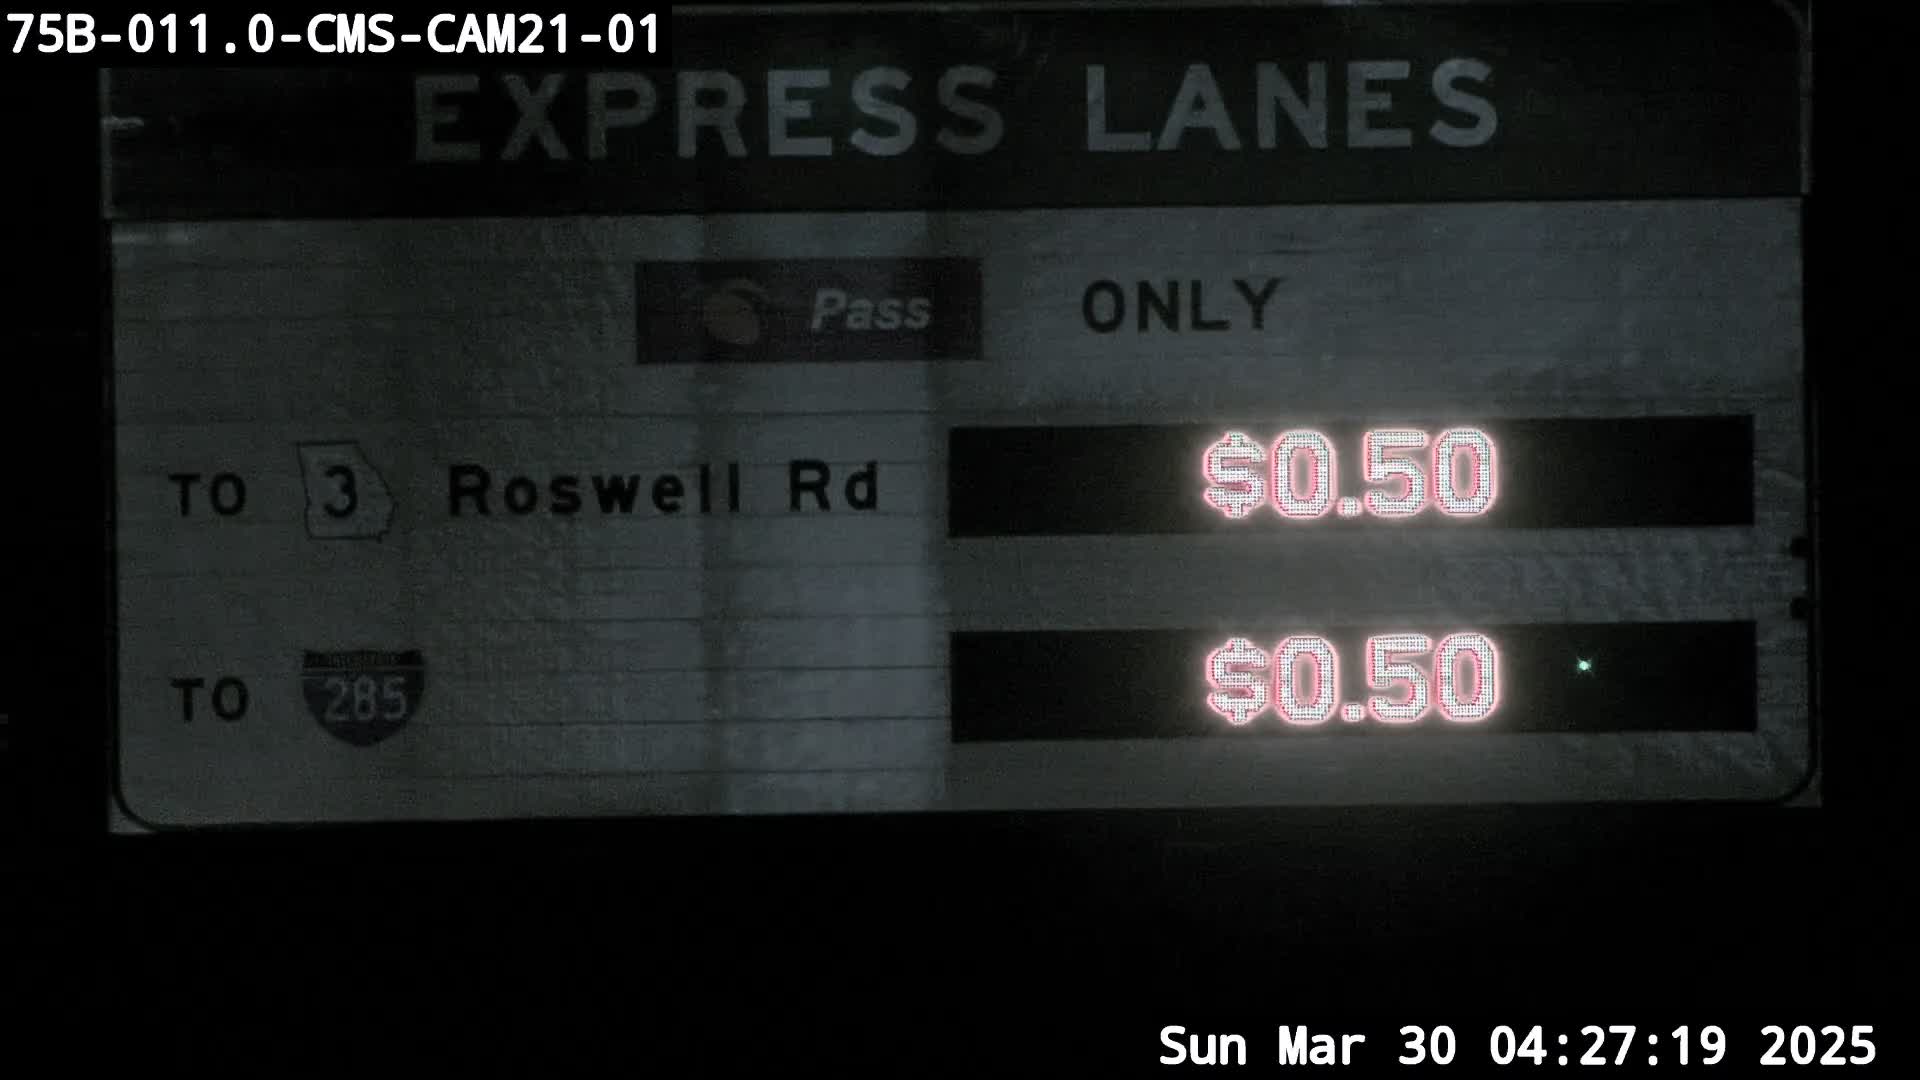 75B-011.0-CMS-CAM21-01
EXPRESS LANES
Pass ONLY
TO 3 Roswell Rd $0.50
INTERSTATE
TO 285 $0.50
Sun Mar 30 04:27:19 2025